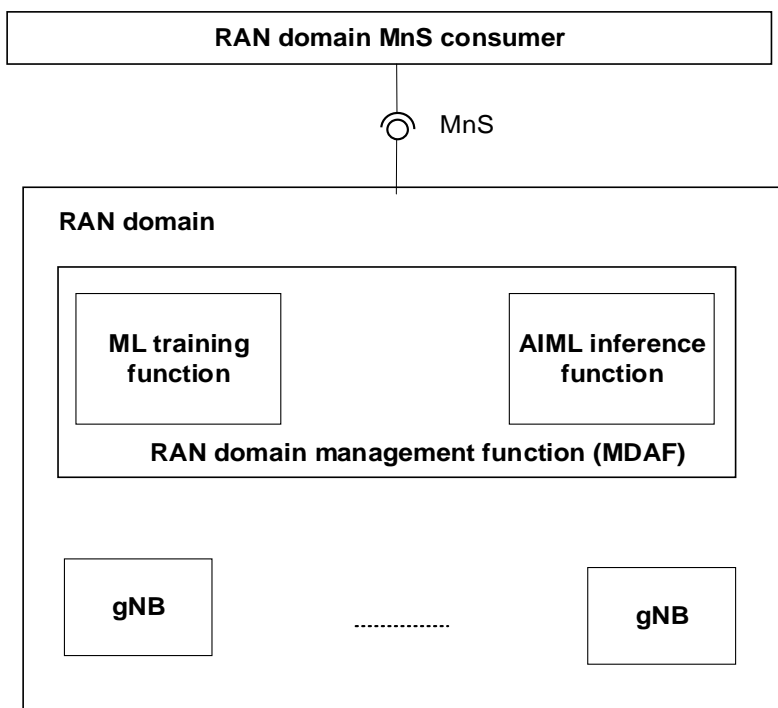 RAN domain MnS consumer
MnS
RAN domain
ML training
function
AIML inference
function
RAN domain management function (MDAF)
gNB
gNB